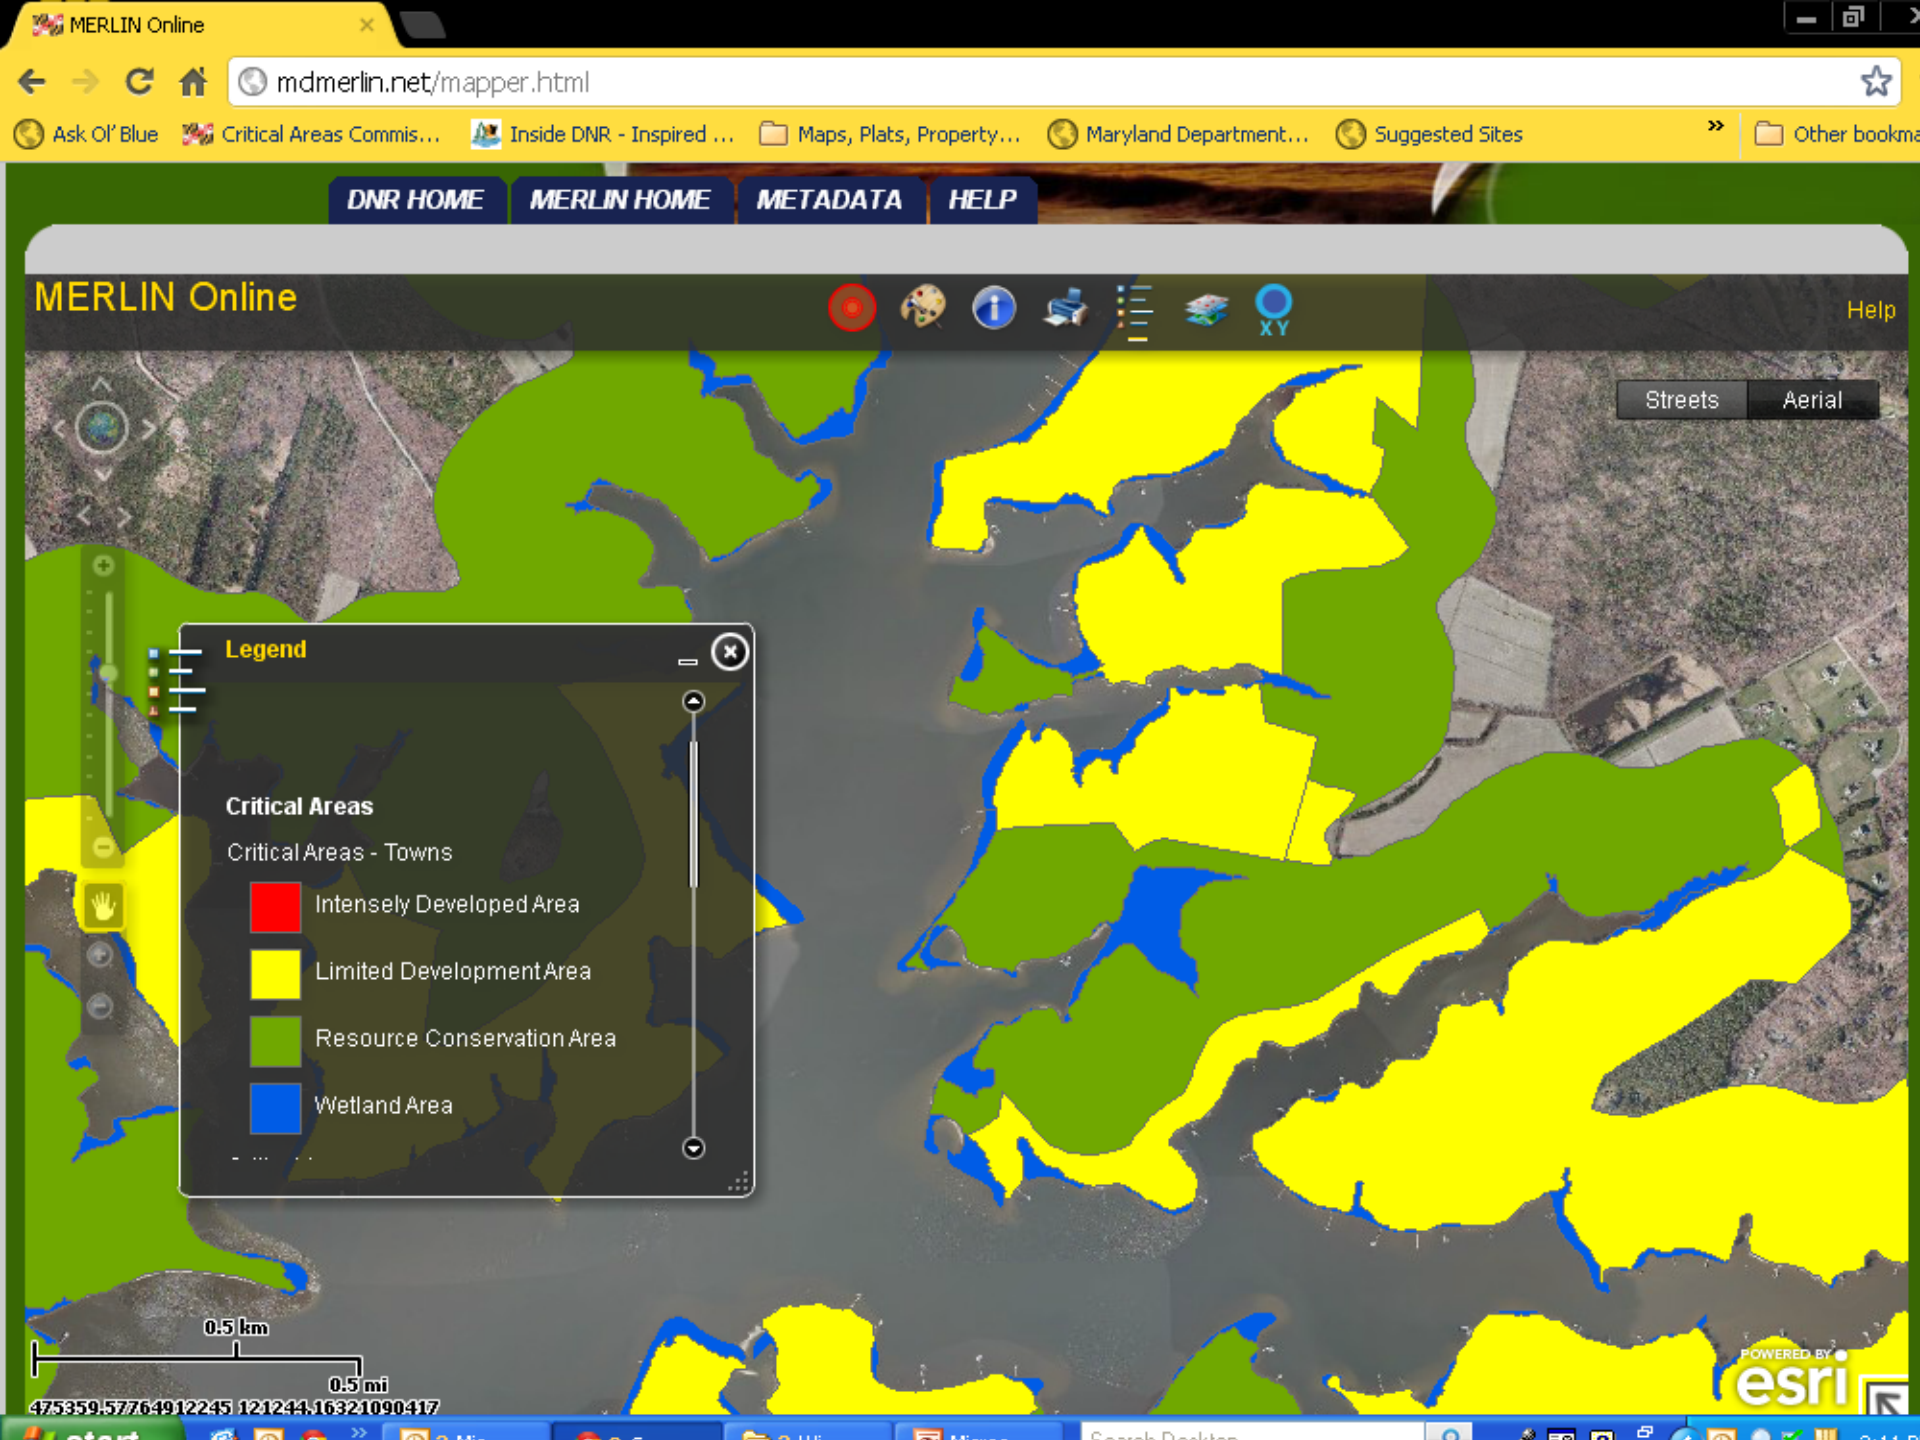 MERLIN Online
mdmerlin.net/mapper.html
Ask Ol' Blue Critical Areas Commis... Inside DNR - Inspired ... Maps, Plats, Property... Maryland Department... Suggested Sites » Other bookma
DNR HOME MERLIN HOME METADATA HELP
MERLIN Online XY Help
Streets Aerial
Legend
Critical Areas
Critical Areas - Towns
Intensely Developed Area
Limited Development Area
Resource Conservation Area
Wetland Area
0.5 km
0.5 mi
475359.57764912245 121244.16321090417
POWERED BY
esri
start Search Desktop